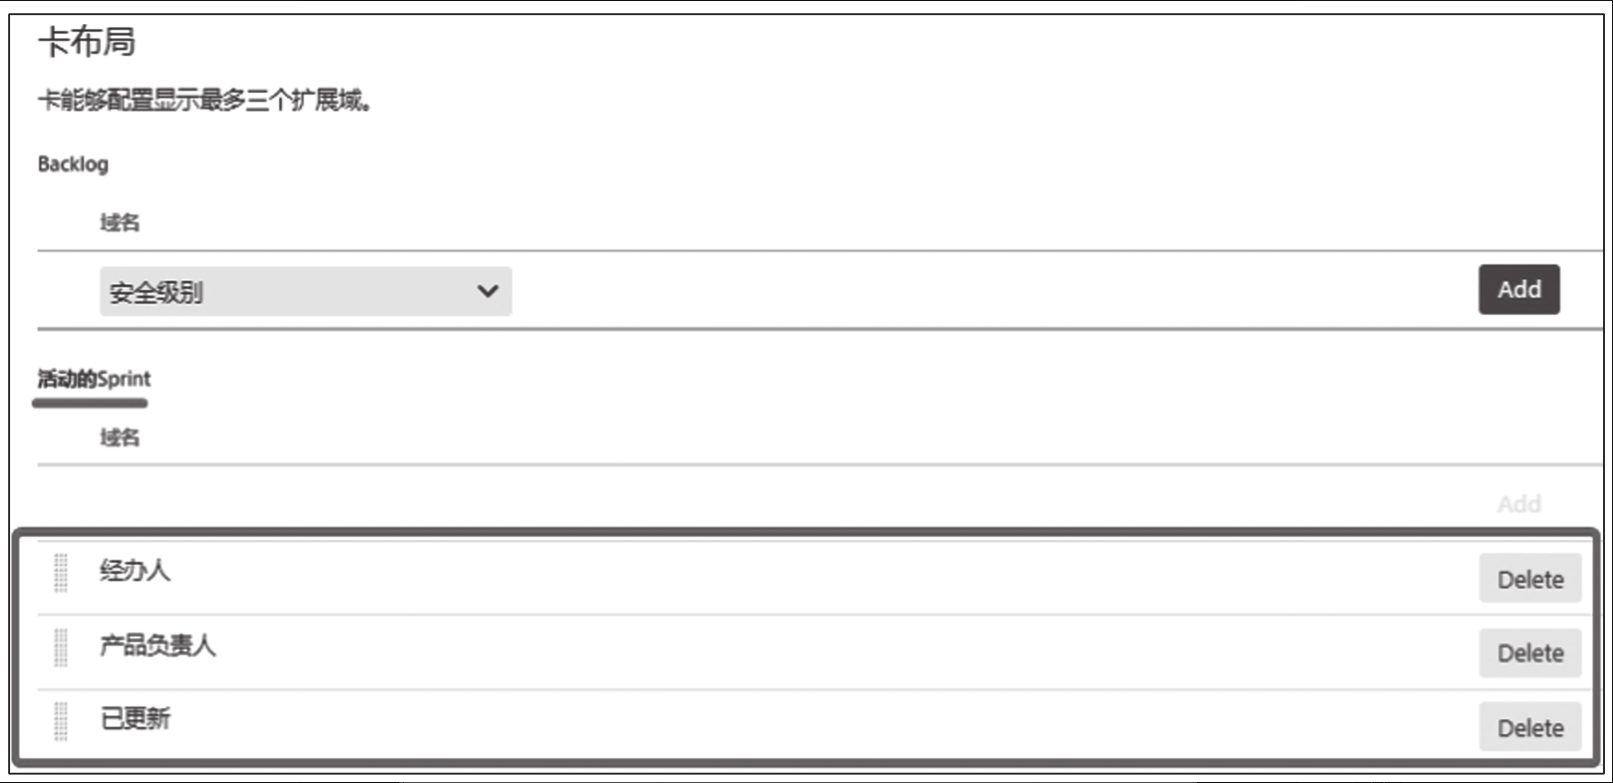 卡布局
卡能够配置显示最多三个扩展域。
Backlog
域名
安全级别 Add
活动的Sprint
域名
Add
经办人 Delete
产品负责人 Delete
已更新 Delete